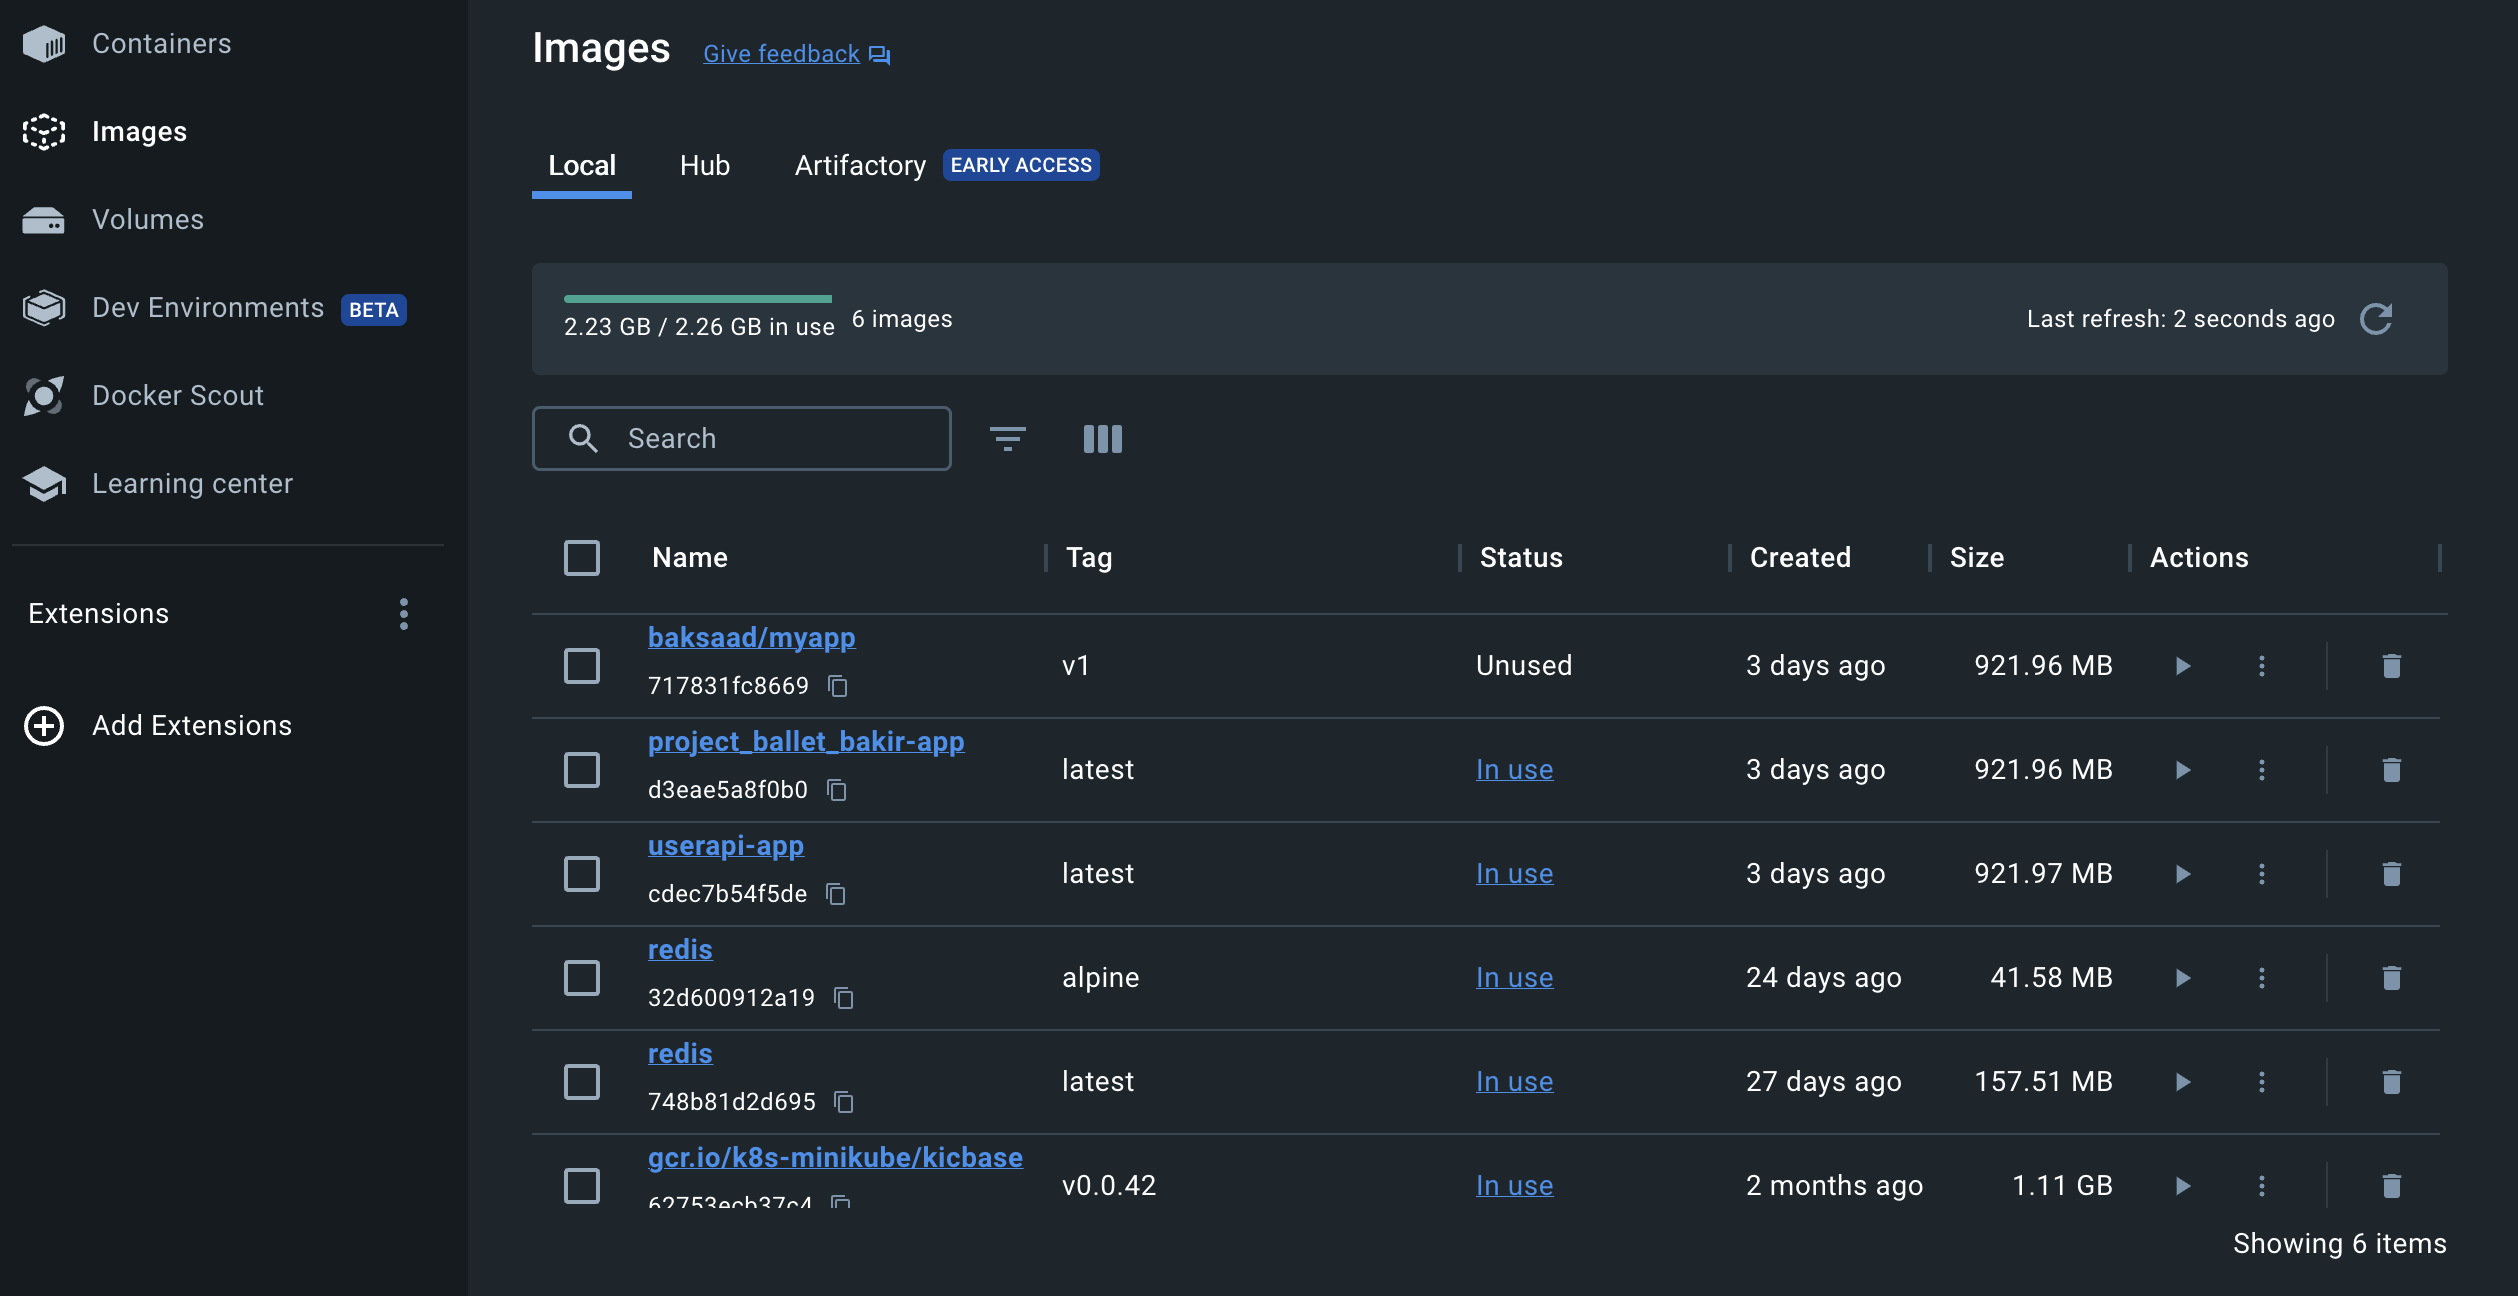 Containers
Images
Volumes
Dev Environments BETA
Docker Scout
Learning center
Extensions
Add Extensions
Images Give feedback
Local Hub Artifactory EARLY ACCESS
2.23 GB / 2.26 GB in use 6 images Last refresh: 2 seconds ago
Search
Name Tag Status Created Size Actions
baksaad/myapp
717831fc8669
v1 Unused 3 days ago 921.96 MB
project_ballet_bakir-app
d3eae5a8f0b0
latest In use 3 days ago 921.96 MB
userapi-app
cdec7b54f5de
latest In use 3 days ago 921.97 MB
redis
32d600912a19
alpine In use 24 days ago 41.58 MB
redis
748b81d2d695
latest In use 27 days ago 157.51 MB
gcr.io/k8s-minikube/kicbase
62753ecb37c4
v0.0.42 In use 2 months ago 1.11 GB
Showing 6 items